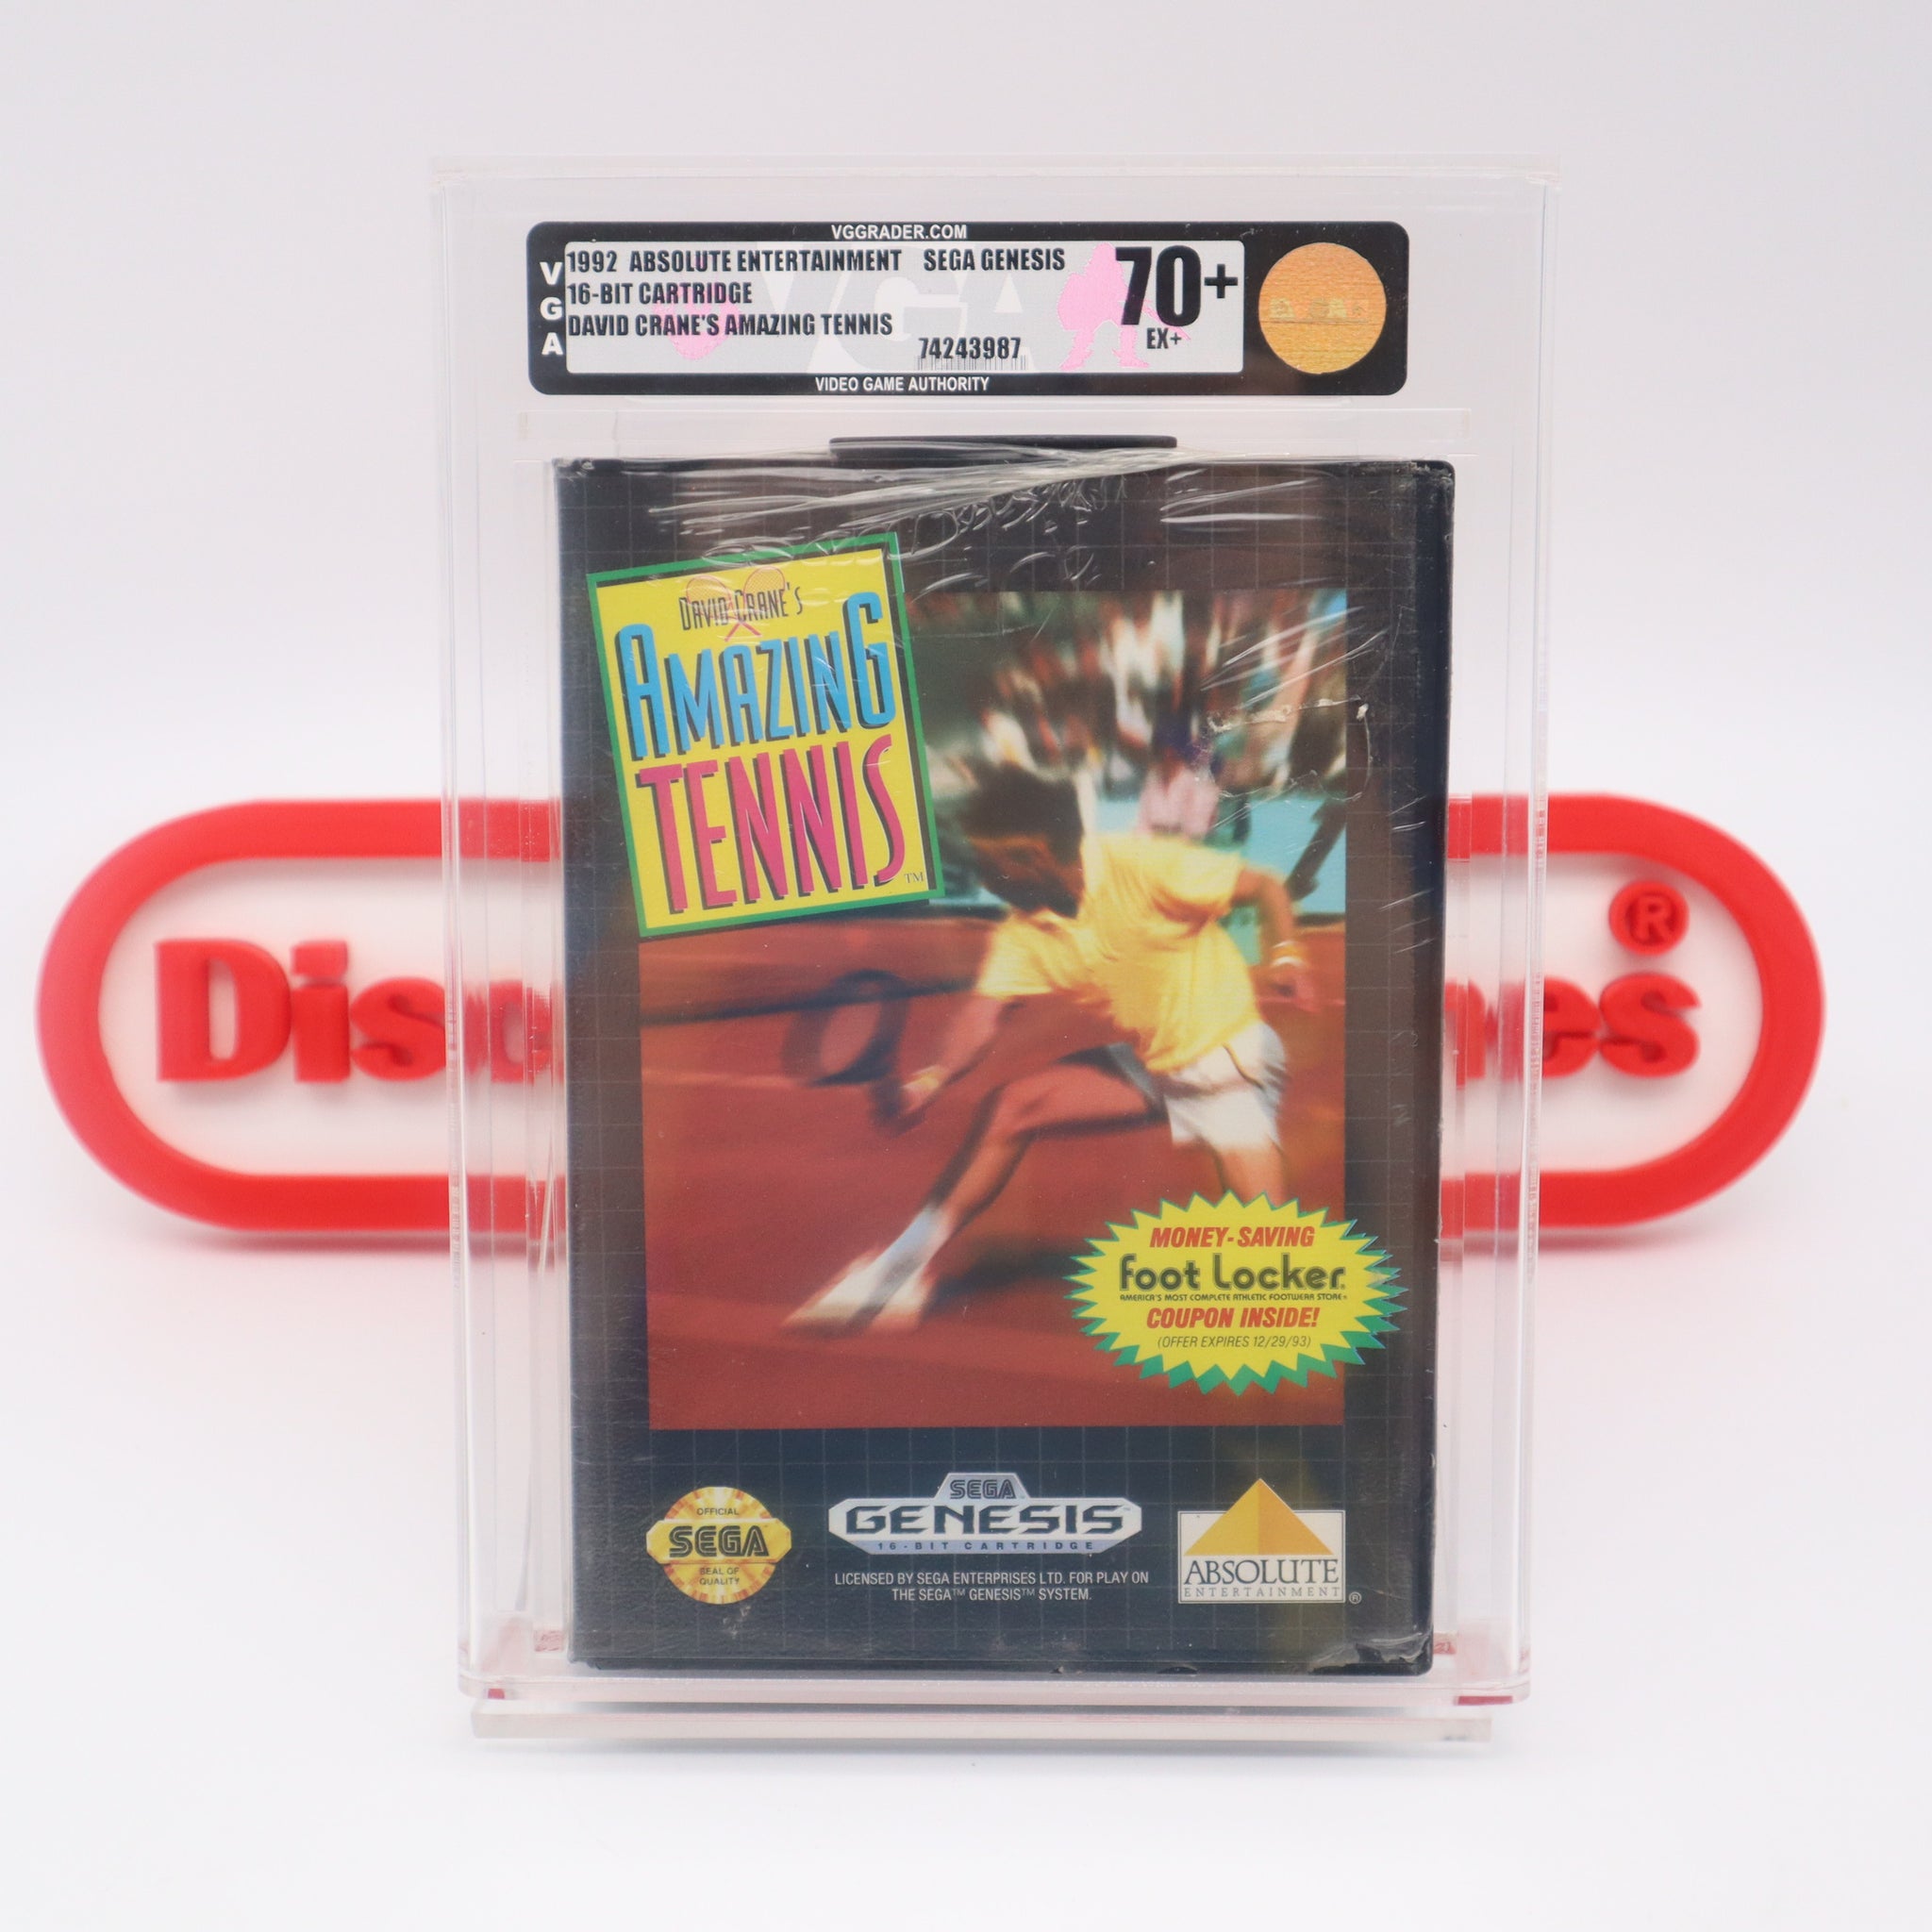 VGGRADER.COM
VGA
1992 ABSOLUTE ENTERTAINMENT SEGA GENESIS
16-BIT CARTRIDGE
DAVID CRANE'S AMAZING TENNIS
74243987
70+
EX+
VIDEO GAME AUTHORITY
DAVID CRANE'S
AMAZING
TENNIS
TM
MONEY-SAVING
foot Locker
AMERICA'S MOST COMPLETE ATHLETIC FOOTWEAR STORE
COUPON INSIDE!
(OFFER EXPIRES 12/29/93)
OFFICIAL
SEGA
SEAL OF
QUALITY
SEGA
GENESIS
16-BIT CARTRIDGE
LICENSED BY SEGA ENTERPRISES LTD. FOR PLAY ON
THE SEGA™ GENESIS™ SYSTEM.
ABSOLUTE
ENTERTAINMENT
®
®